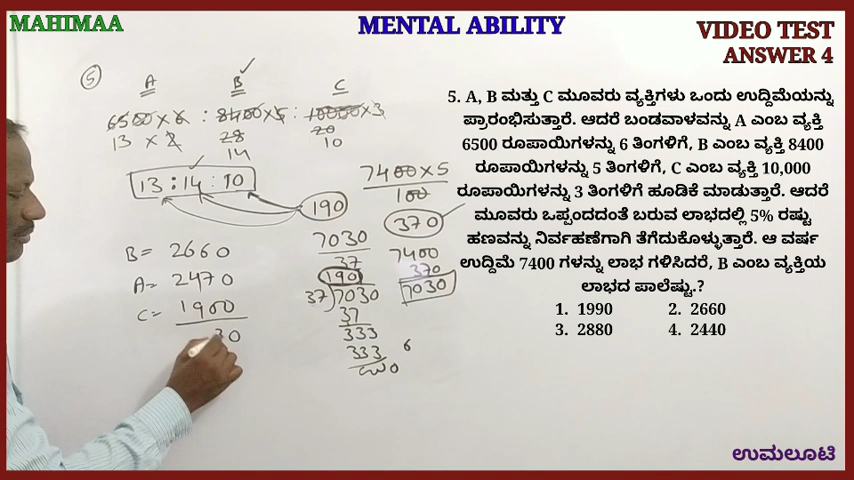 MAHIMAA
MENTAL ABILITY
VIDEO TEST
ANSWER 4
5
A B C
6500×6 : 8400×5 : 10000×3
13 × 2 28 20
14 10
13 : 14 : 10
190
7400×5
100
370
7030
37
190
37)7030
37
333
333
0
7400
370
7030
B = 2660
A = 2470
C = 1900
30
5. A, B ಮತ್ತು C ಮೂವರು ವ್ಯಕ್ತಿಗಳು ಒಂದು ಉದ್ದಿಮೆಯನ್ನು
ಪ್ರಾರಂಭಿಸುತ್ತಾರೆ. ಆದರೆ ಬಂಡವಾಳವನ್ನು A ಎಂಬ ವ್ಯಕ್ತಿ
6500 ರೂಪಾಯಿಗಳನ್ನು 6 ತಿಂಗಳಿಗೆ, B ಎಂಬ ವ್ಯಕ್ತಿ 8400
ರೂಪಾಯಿಗಳನ್ನು 5 ತಿಂಗಳಿಗೆ, C ಎಂಬ ವ್ಯಕ್ತಿ 10,000
ರೂಪಾಯಿಗಳನ್ನು 3 ತಿಂಗಳಿಗೆ ಹೂಡಿಕೆ ಮಾಡುತ್ತಾರೆ. ಆದರೆ
ಮೂವರು ಒಪ್ಪಂದದಂತೆ ಬರುವ ಲಾಭದಲ್ಲಿ 5% ರಷ್ಟು
ಹಣವನ್ನು ನಿರ್ವಹಣೆಗಾಗಿ ತೆಗೆದುಕೊಳ್ಳುತ್ತಾರೆ. ಆ ವರ್ಷ
ಉದ್ದಿಮೆ 7400 ಗಳನ್ನು ಲಾಭ ಗಳಿಸಿದರೆ, B ಎಂಬ ವ್ಯಕ್ತಿಯ
ಲಾಭದ ಪಾಲೆಷ್ಟು.?
1. 1990 2. 2660
3. 2880 4. 2440
ಉಮಲೂಟಿ